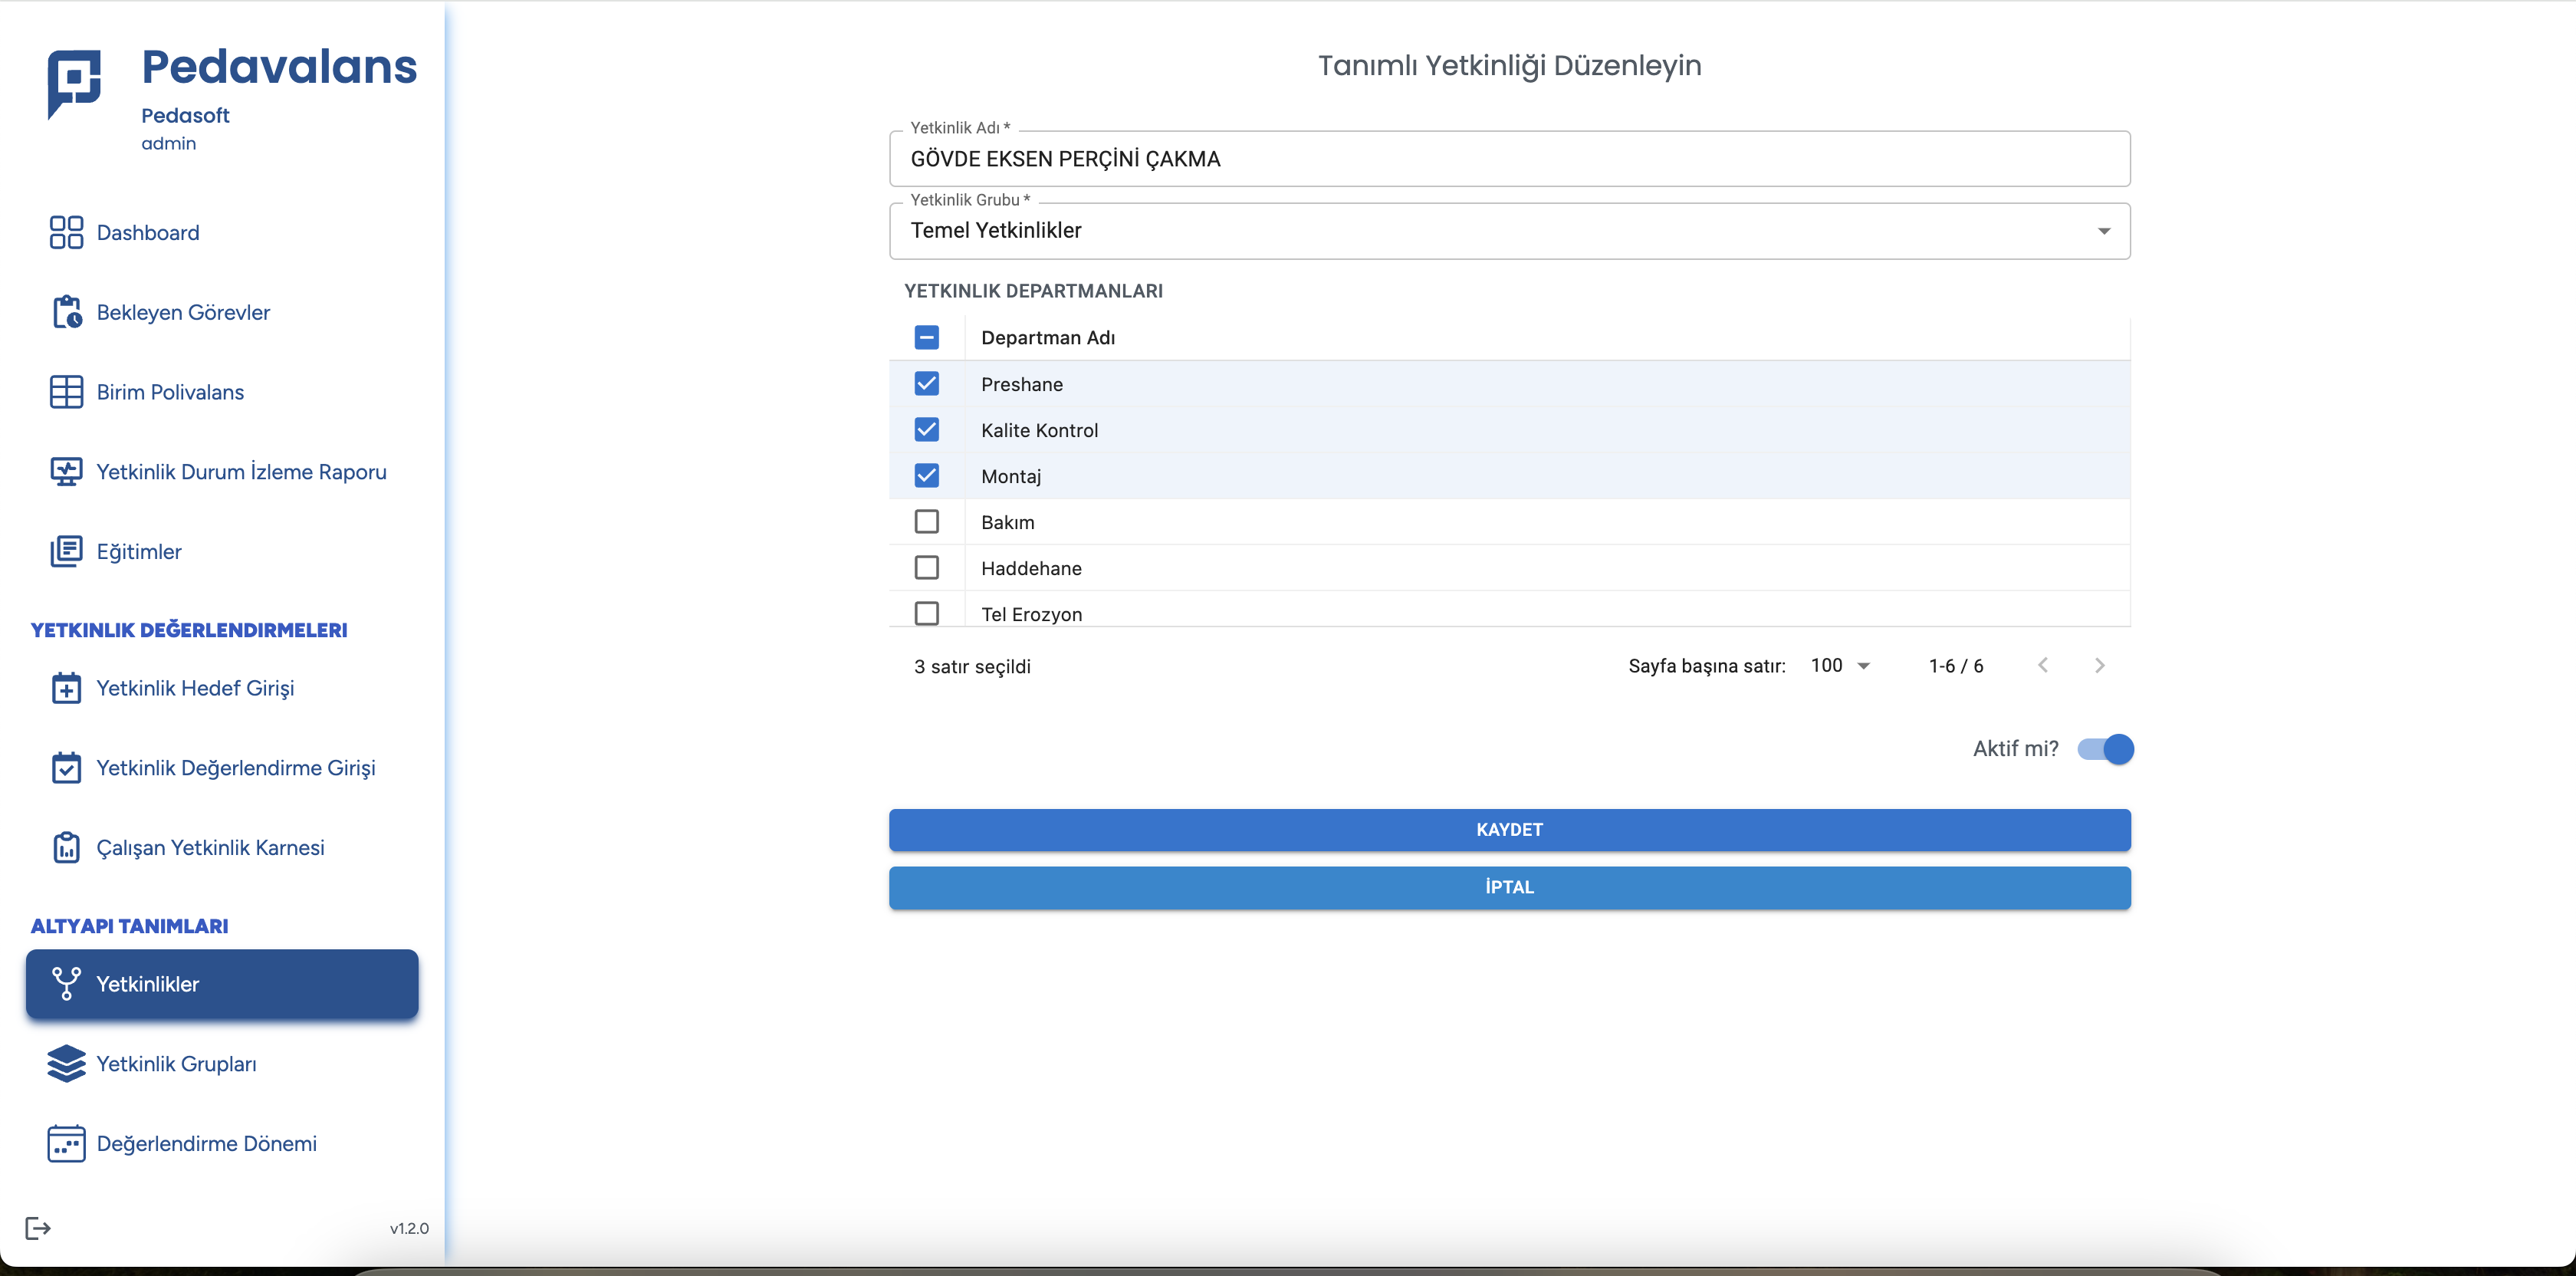 Pedavalans
Pedasoft
admin
Dashboard
Bekleyen Görevler
Birim Polivalans
Yetkinlik Durum İzleme Raporu
Eğitimler
YETKINLIK DEĞERLENDIRMELERI
Yetkinlik Hedef Girişi
Yetkinlik Değerlendirme Girişi
Çalışan Yetkinlik Karnesi
ALTYAPI TANIMLARI
Yetkinlikler
Yetkinlik Grupları
Değerlendirme Dönemi
v1.2.0
Tanımlı Yetkinliği Düzenleyin
Yetkinlik Adı *
GÖVDE EKSEN PERÇİNİ ÇAKMA
Yetkinlik Grubu *
Temel Yetkinlikler
YETKINLIK DEPARTMANLARI
Departman Adı
Preshane
Kalite Kontrol
Montaj
Bakım
Haddehane
Tel Erozyon
3 satır seçildi
Sayfa başına satır: 100 1-6 / 6
Aktif mi?
KAYDET
İPTAL